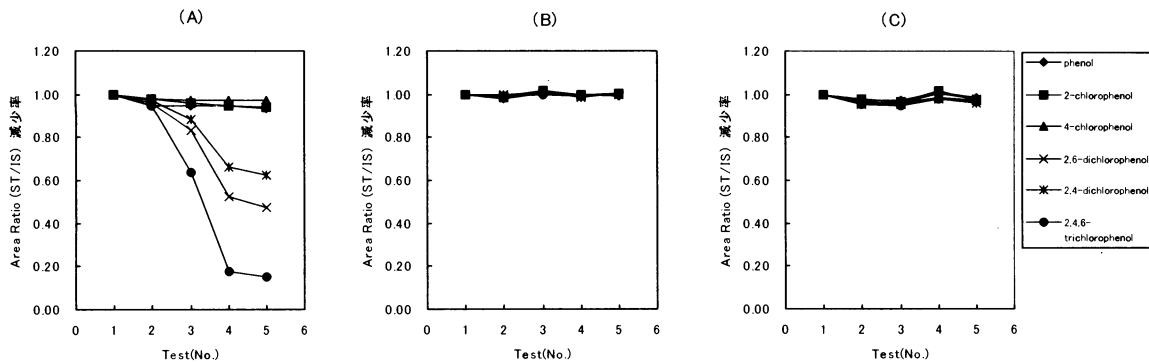 (A)
Area Ratio (ST/IS) 減少率
1.20
1.00
0.80
0.60
0.40
0.20
0.00
0 1 2 3 4 5 6
Test(No.)
(B)
Area Ratio (ST/IS) 減少率
1.20
1.00
0.80
0.60
0.40
0.20
0.00
0 1 2 3 4 5 6
Test(No.)
(C)
Area Ratio (ST/IS) 減少率
1.20
1.00
0.80
0.60
0.40
0.20
0.00
0 1 2 3 4 5 6
Test(No.)
phenol
2-chlorophenol
4-chlorophenol
2,6-dichlorophenol
2,4-dichlorophenol
2,4,6-
trichlorophenol